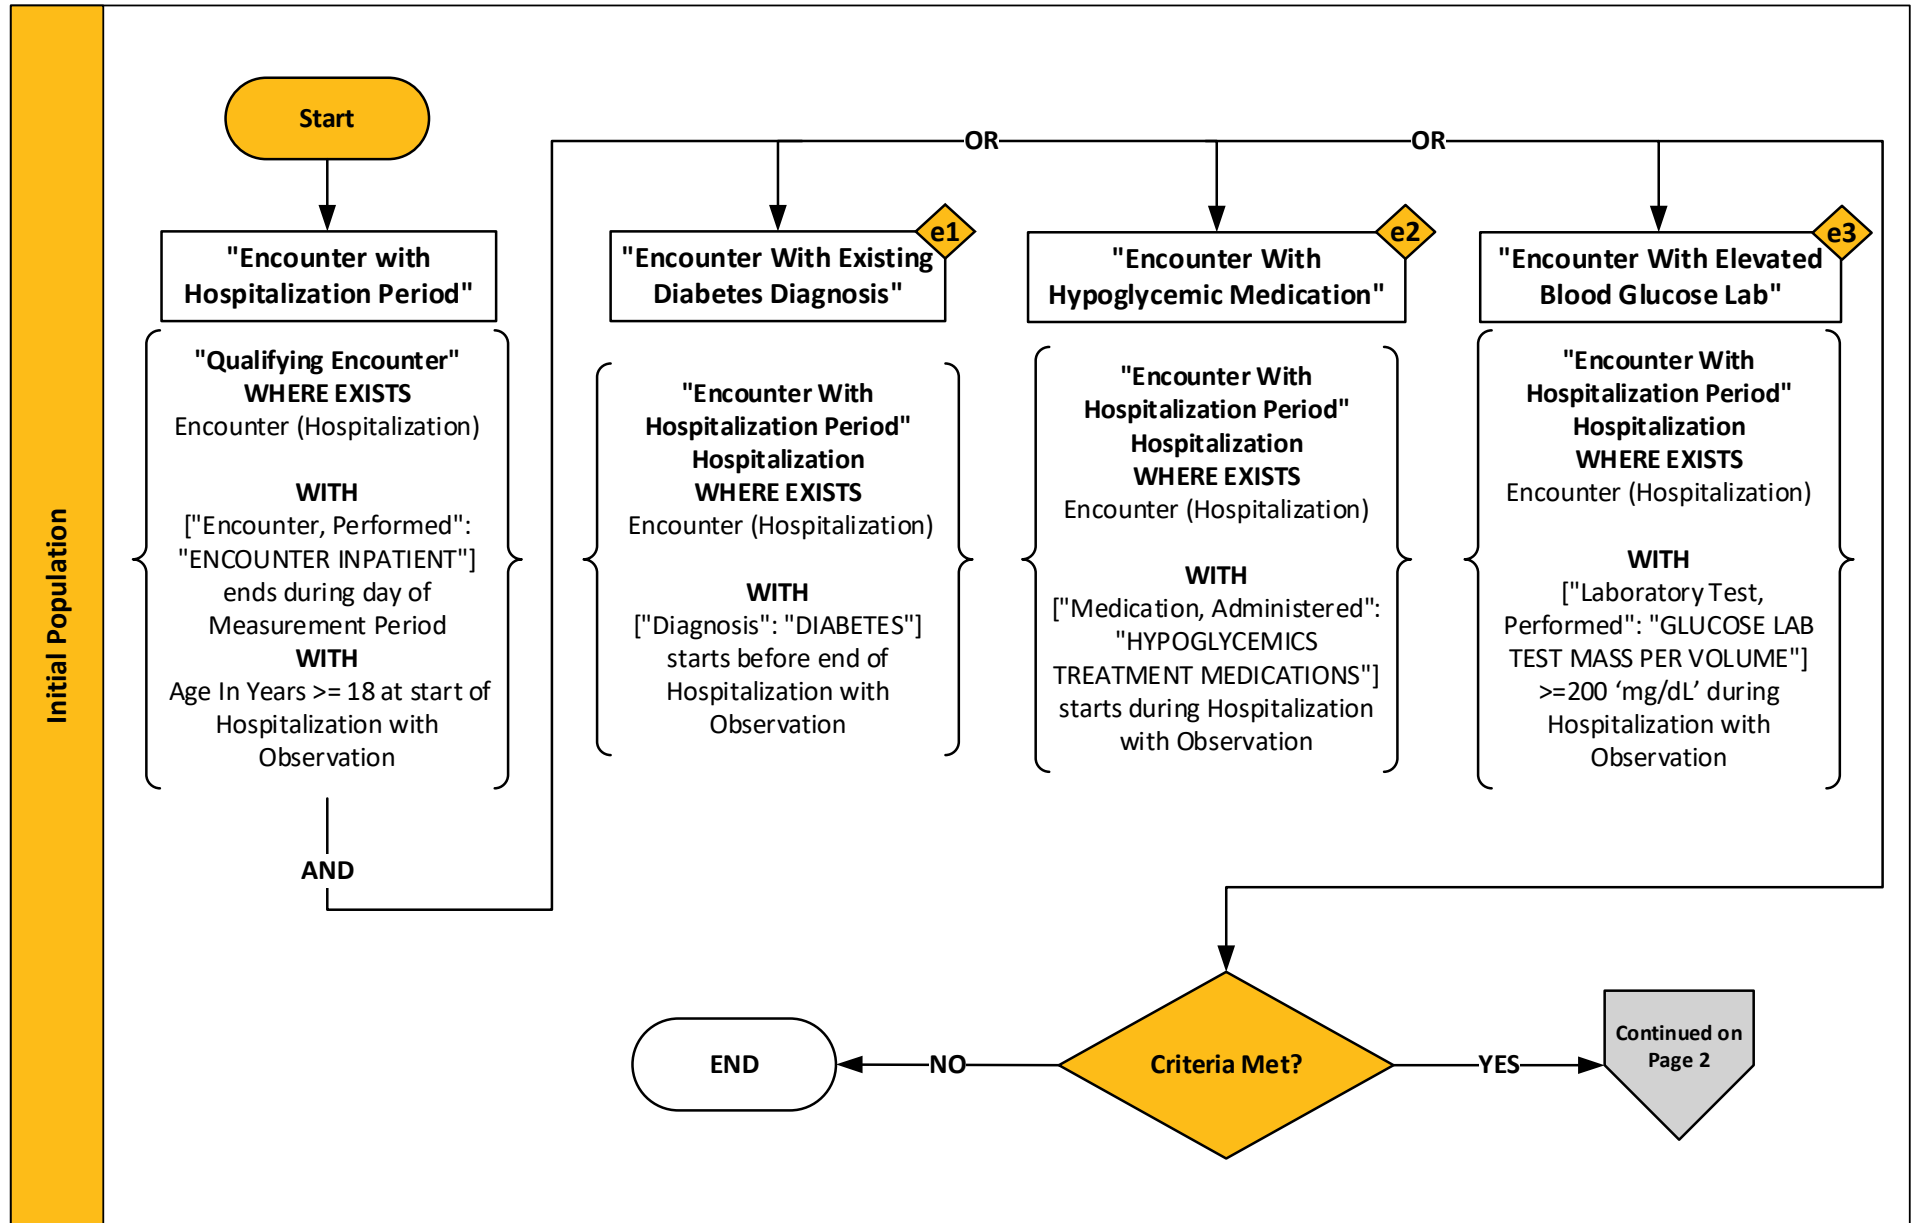 Initial Population
Start
OR
OR
"Encounter with
Hospitalization Period"
"Qualifying Encounter"
WHERE EXISTS
Encounter (Hospitalization)
WITH
["Encounter, Performed":
"ENCOUNTER INPATIENT"]
ends during day of
Measurement Period
WITH
Age In Years >= 18 at start of
Hospitalization with
Observation
AND
e1
"Encounter With Existing
Diabetes Diagnosis"
"Encounter With
Hospitalization Period"
Hospitalization
WHERE EXISTS
Encounter (Hospitalization)
WITH
["Diagnosis": "DIABETES"]
starts before end of
Hospitalization with
Observation
e2
"Encounter With
Hypoglycemic Medication"
"Encounter With
Hospitalization Period"
Hospitalization
WHERE EXISTS
Encounter (Hospitalization)
WITH
["Medication, Administered":
"HYPOGLYCEMICS
TREATMENT MEDICATIONS"]
starts during Hospitalization
with Observation
e3
"Encounter With Elevated
Blood Glucose Lab"
"Encounter With
Hospitalization Period"
Hospitalization
WHERE EXISTS
Encounter (Hospitalization)
WITH
["Laboratory Test,
Performed": "GLUCOSE LAB
TEST MASS PER VOLUME"]
>=200 ‘mg/dL’ during
Hospitalization with
Observation
END
NO
Criteria Met?
YES
Continued on
Page 2